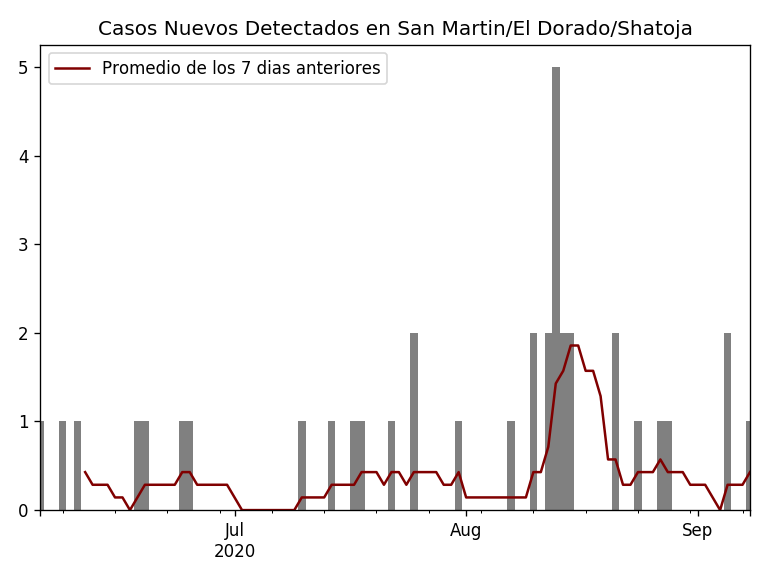 Casos Nuevos Detectados en San Martin/El Dorado/Shatoja
Promedio de los 7 dias anteriores
5
4
3
2
1
0
Jul
2020
Aug
Sep